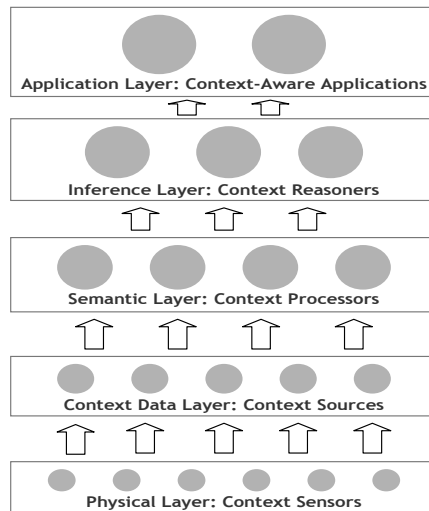 Application Layer: Context-Aware Applications
Inference Layer: Context Reasoners
Semantic Layer: Context Processors
Context Data Layer: Context Sources
Physical Layer: Context Sensors